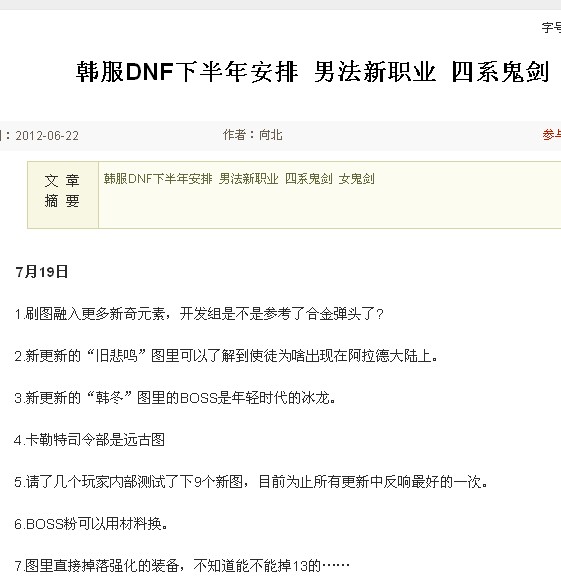 字号
韩服DNF下半年安排 男法新职业 四系鬼剑
：2012-06-22 作者：向北 参与
文 章
摘 要
韩服DNF下半年安排 男法新职业 四系鬼剑 女鬼剑
7月19日
1.刷图融入更多新奇元素，开发组是不是参考了合金弹头了?
2.新更新的“旧悲鸣”图里可以了解到使徒为啥出现在阿拉德大陆上。
3.新更新的“韩冬”图里的BOSS是年轻时代的冰龙。
4.卡勒特司令部是远古图
5.请了几个玩家内部测试了下9个新图，目前为止所有更新中反响最好的一次。
6.BOSS粉可以用材料换。
7.图里直接掉落强化的装备，不知道能不能掉13的……